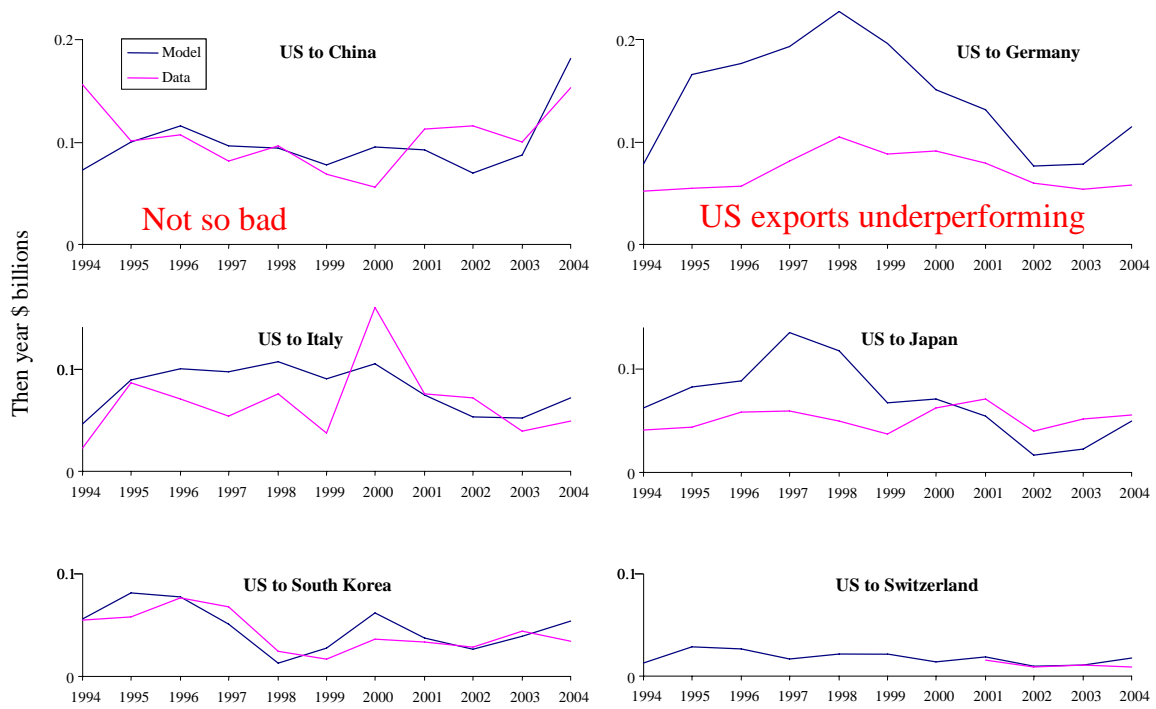 Then year $ billions
Model
Data
US to China
0.2
0.1
0
Not so bad
1994 1995 1996 1997 1998 1999 2000 2001 2002 2003 2004
US to Germany
0.2
0.1
0
US exports underperforming
1994 1995 1996 1997 1998 1999 2000 2001 2002 2003 2004
US to Italy
0.1
0
1994 1995 1996 1997 1998 1999 2000 2001 2002 2003 2004
US to Japan
0.1
0
1994 1995 1996 1997 1998 1999 2000 2001 2002 2003 2004
US to South Korea
0.1
0
1994 1995 1996 1997 1998 1999 2000 2001 2002 2003 2004
US to Switzerland
0.1
0
1994 1995 1996 1997 1998 1999 2000 2001 2002 2003 2004